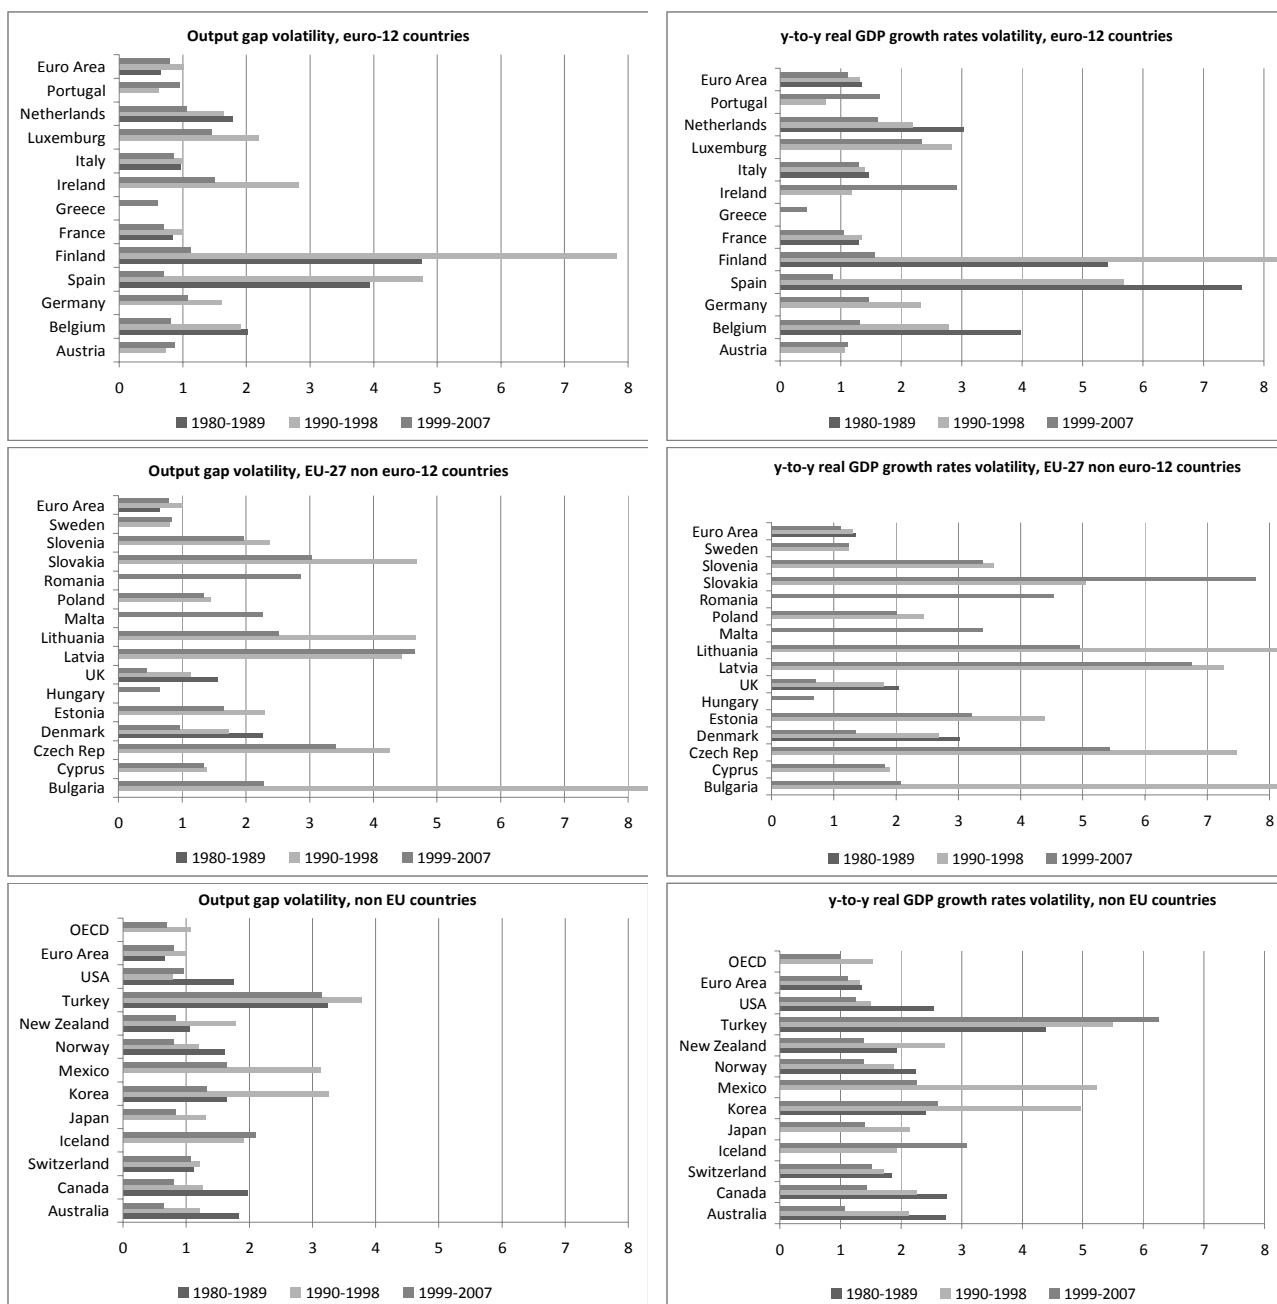 Output gap volatility, euro-12 countries
Euro Area
Portugal
Netherlands
Luxemburg
Italy
Ireland
Greece
France
Finland
Spain
Germany
Belgium
Austria
0 1 2 3 4 5 6 7 8
1980-1989 1990-1998 1999-2007
y-to-y real GDP growth rates volatility, euro-12 countries
Euro Area
Portugal
Netherlands
Luxemburg
Italy
Ireland
Greece
France
Finland
Spain
Germany
Belgium
Austria
0 1 2 3 4 5 6 7 8
1980-1989 1990-1998 1999-2007
Output gap volatility, EU-27 non euro-12 countries
Euro Area
Sweden
Slovenia
Slovakia
Romania
Poland
Malta
Lithuania
Latvia
UK
Hungary
Estonia
Denmark
Czech Rep
Cyprus
Bulgaria
0 1 2 3 4 5 6 7 8
1980-1989 1990-1998 1999-2007
y-to-y real GDP growth rates volatility, EU-27 non euro-12 countries
Euro Area
Sweden
Slovenia
Slovakia
Romania
Poland
Malta
Lithuania
Latvia
UK
Hungary
Estonia
Denmark
Czech Rep
Cyprus
Bulgaria
0 1 2 3 4 5 6 7 8
1980-1989 1990-1998 1999-2007
Output gap volatility, non EU countries
OECD
Euro Area
USA
Turkey
New Zealand
Norway
Mexico
Korea
Japan
Iceland
Switzerland
Canada
Australia
0 1 2 3 4 5 6 7 8
1980-1989 1990-1998 1999-2007
y-to-y real GDP growth rates volatility, non EU countries
OECD
Euro Area
USA
Turkey
New Zealand
Norway
Mexico
Korea
Japan
Iceland
Switzerland
Canada
Australia
0 1 2 3 4 5 6 7 8
1980-1989 1990-1998 1999-2007